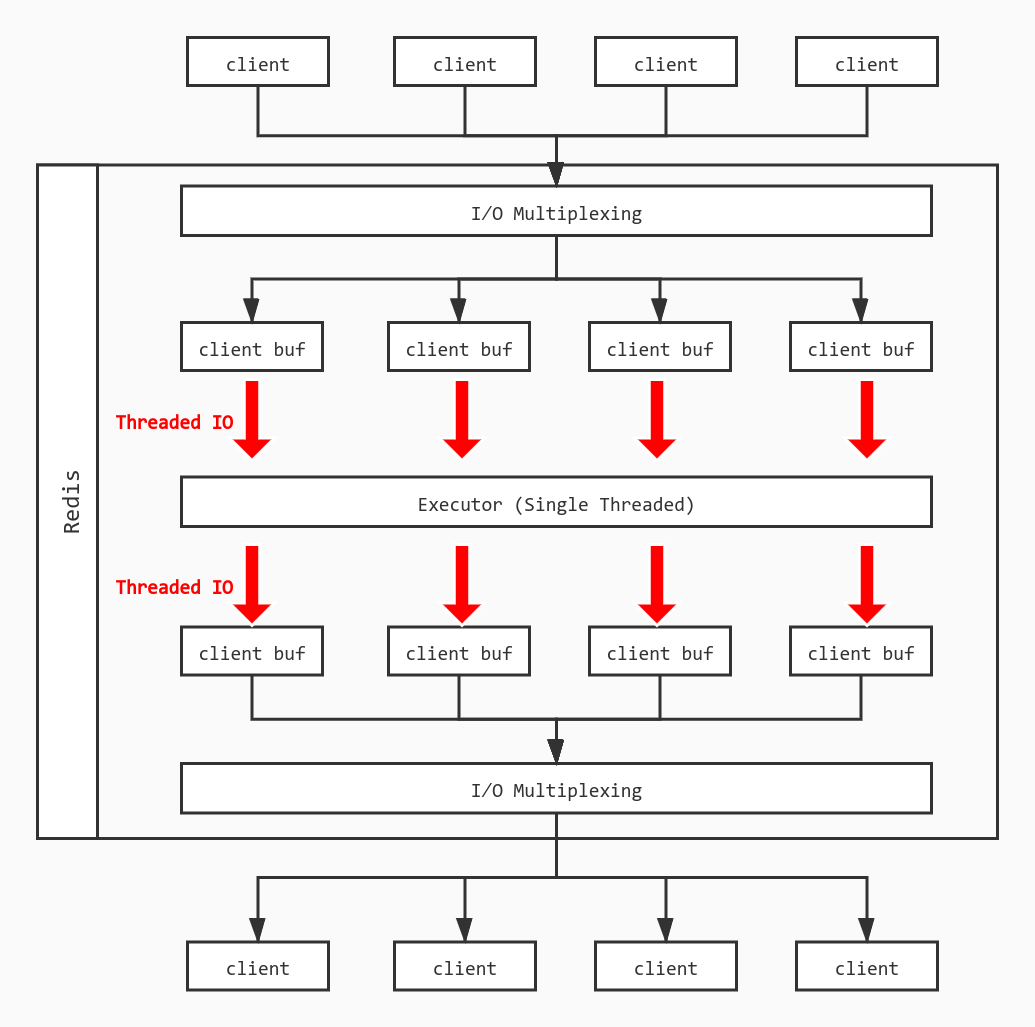 client
client
client
client
I/O Multiplexing
client buf
client buf
client buf
client buf
Threaded IO
Redis
Executor (Single Threaded)
Threaded IO
client buf
client buf
client buf
client buf
I/O Multiplexing
client
client
client
client